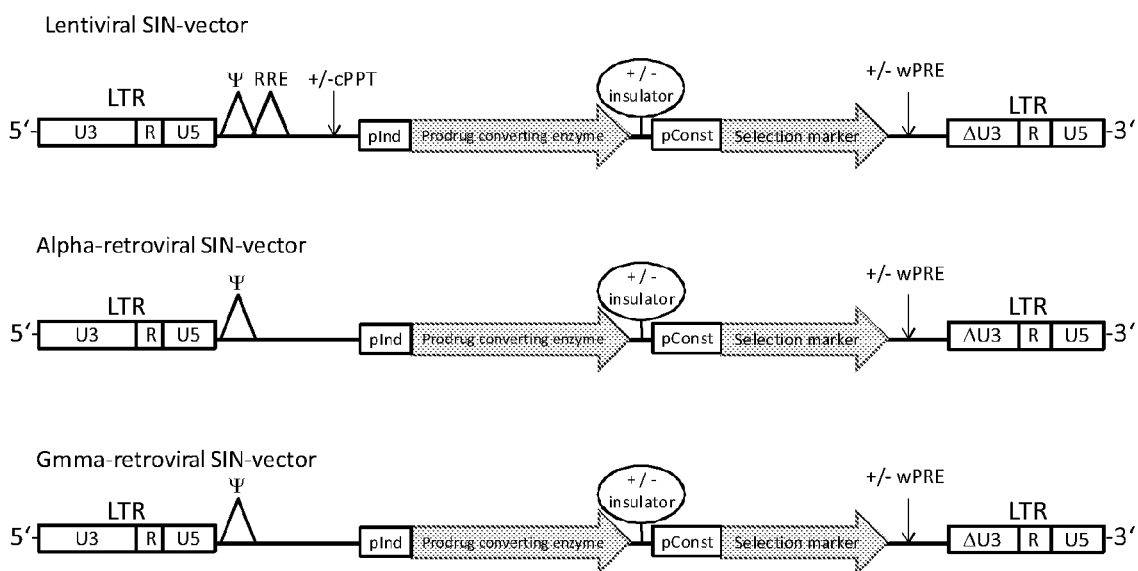 Lentiviral SIN-vector
Ψ RRE +/-cPPT +/- insulator +/- wPRE
LTR LTR
5‘- U3 R U5 pInd Prodrug converting enzyme pConst Selection marker ΔU3 R U5 -3‘
Alpha-retroviral SIN-vector
Ψ +/- insulator +/- wPRE
LTR LTR
5‘- U3 R U5 pInd Prodrug converting enzyme pConst Selection marker ΔU3 R U5 -3‘
Gmma-retroviral SIN-vector
Ψ +/- insulator +/- wPRE
LTR LTR
5‘- U3 R U5 pInd Prodrug converting enzyme pConst Selection marker ΔU3 R U5 -3‘